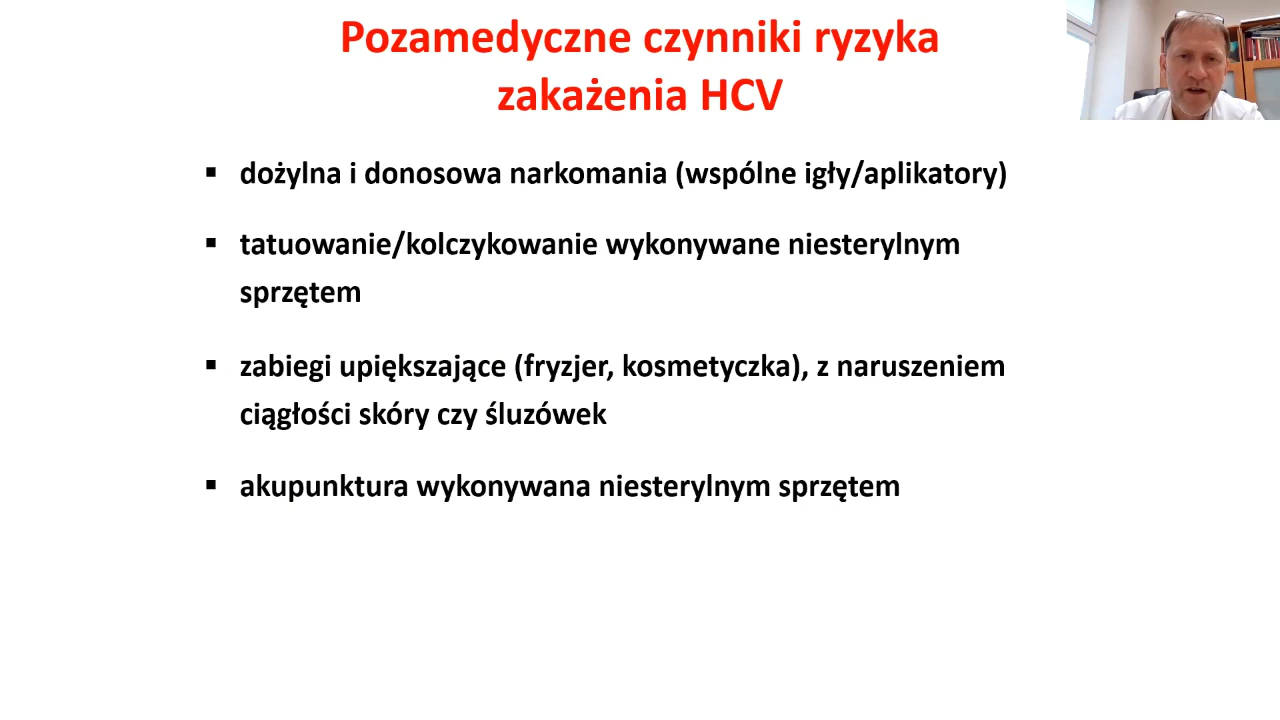 Pozamedyczne czynniki ryzyka
zakażenia HCV
▪ dożylna i donosowa narkomania (wspólne igły/aplikatory)
▪ tatuowanie/kolczykowanie wykonywane niesterylnym
sprzętem
▪ zabiegi upiększające (fryzjer, kosmetyczka), z naruszeniem
ciągłości skóry czy śluzówek
▪ akupunktura wykonywana niesterylnym sprzętem